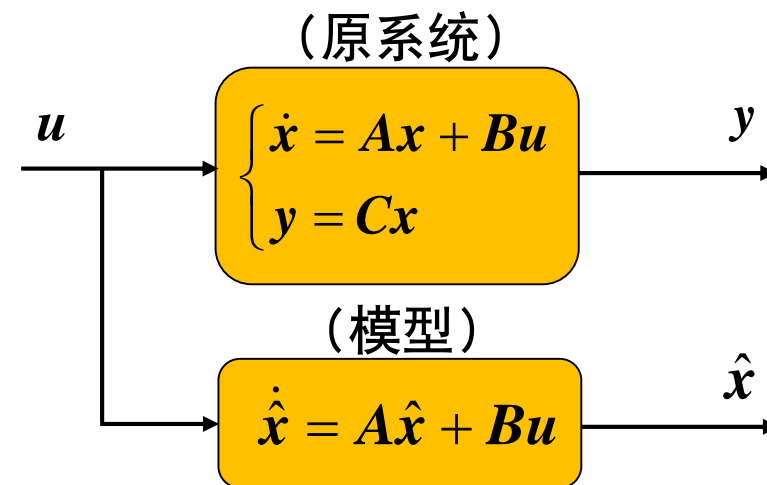 （原系统）
u
ẋ = Ax + Bu
y
y = Cx
（模型）
x̂
x̂̇ = Ax̂ + Bu